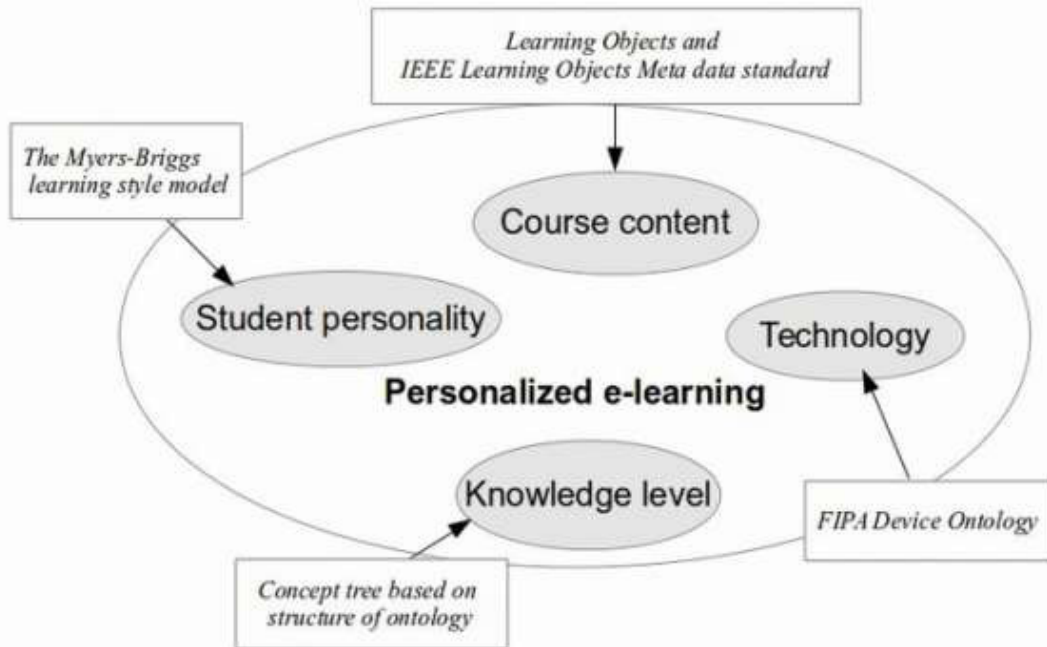 Learning Objects and
IEEE Learning Objects Meta data standard
The Myers-Briggs
learning style model
Course content
Student personality
Technology
Personalized e-learning
Knowledge level
FIPA Device Ontology
Concept tree based on
structure of ontology